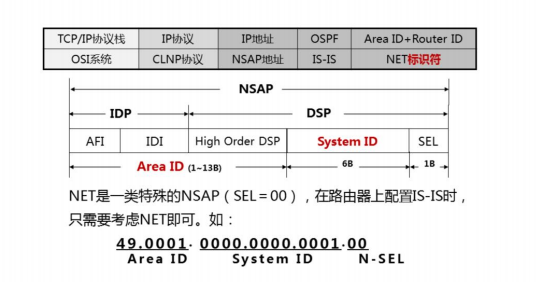 TCP/IP协议栈 IP协议 IP地址 OSPF Area ID+Router ID
OSI系统 CLNP协议 NSAP地址 IS-IS NET标识符
NSAP
IDP DSP
AFI IDI High Order DSP System ID SEL
Area ID (1~13B) 6B 1B
NET是一类特殊的NSAP（SEL=00），在路由器上配置IS-IS时，
只需要考虑NET即可。如：
49.0001. 0000.0000.0001.00
Area ID System ID N-SEL